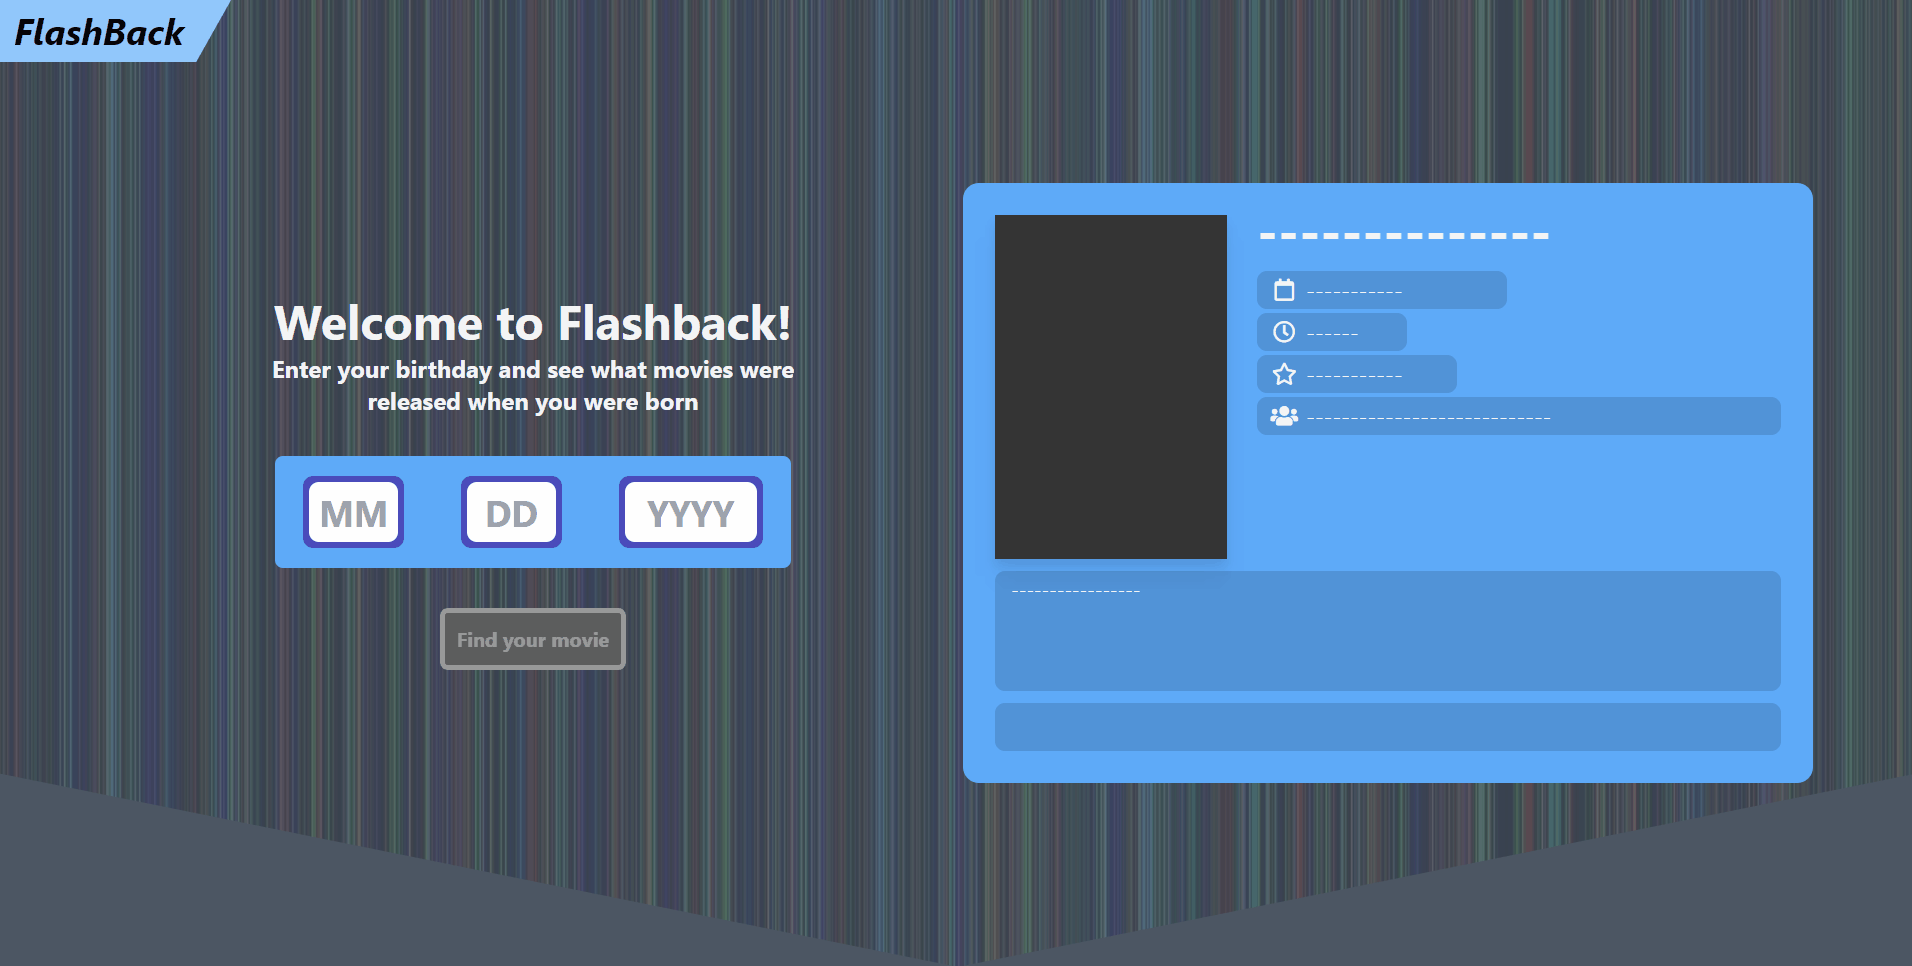 FlashBack
Welcome to Flashback!
Enter your birthday and see what movies were
released when you were born
MM DD YYYY
Find your movie
--------------
-----------
------
-----------
----------------------------
-----------------